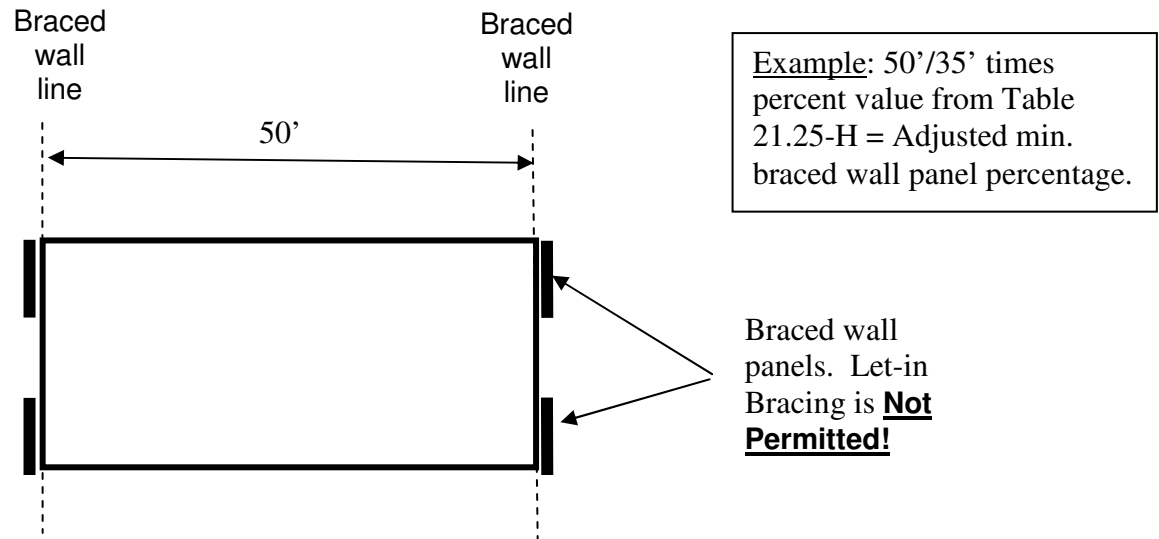 Braced
wall
line
Braced
wall
line
50’
Example: 50’/35’ times
percent value from Table
21.25-H = Adjusted min.
braced wall panel percentage.
Braced wall
panels.  Let-in
Bracing is Not
Permitted!